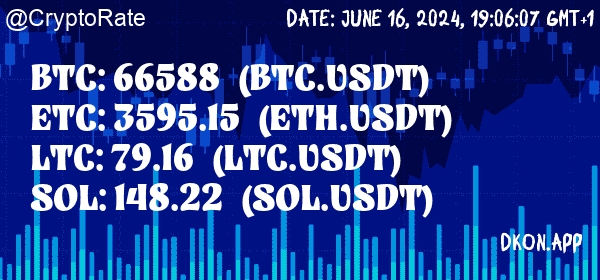 @CryptoRate
DATE: JUNE 16, 2024, 19:06:07 GMT+1
BTC: 66588 (BTC.USDT)
ETC: 3595.15 (ETH.USDT)
LTC: 79.16 (LTC.USDT)
SOL: 148.22 (SOL.USDT)
DKON.APP